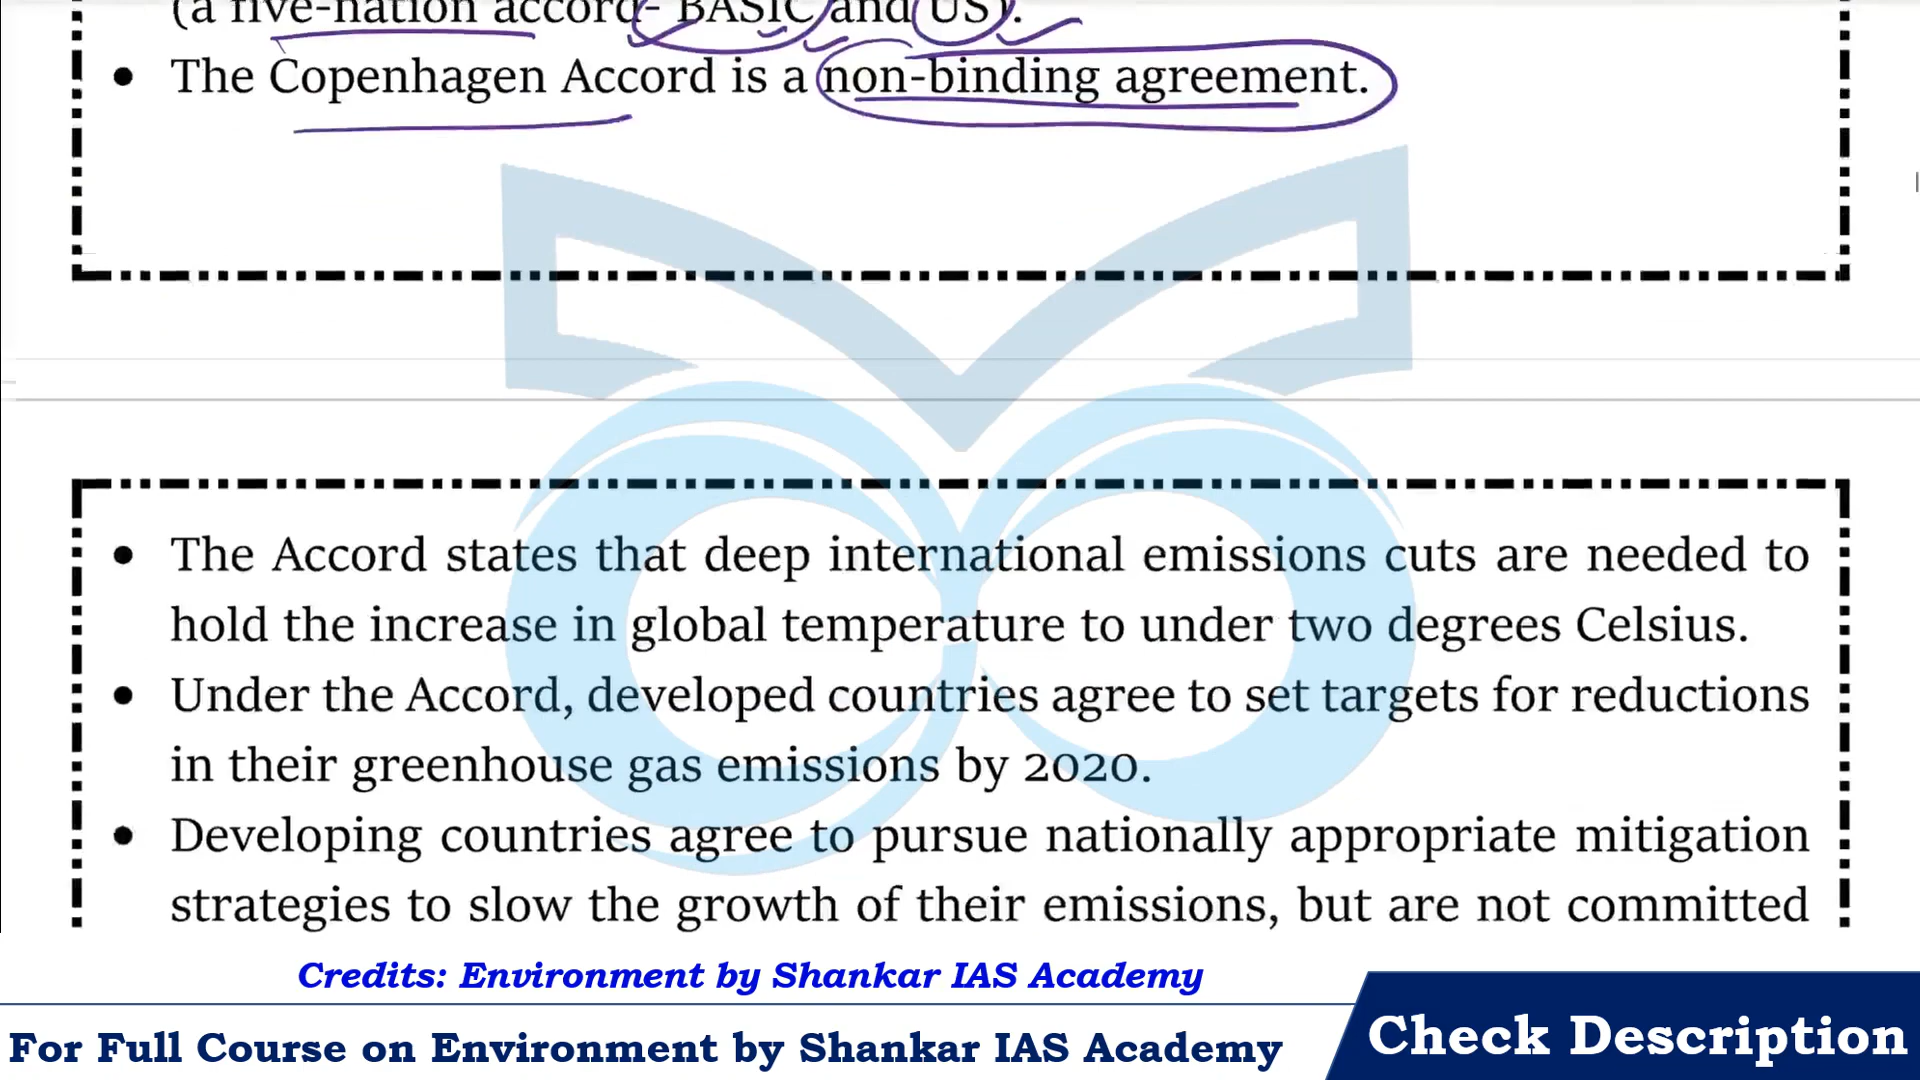 (a five-nation accord- BASIC and US).
• The Copenhagen Accord is a non-binding agreement.
• The Accord states that deep international emissions cuts are needed to
hold the increase in global temperature to under two degrees Celsius.
• Under the Accord, developed countries agree to set targets for reductions
in their greenhouse gas emissions by 2020.
• Developing countries agree to pursue nationally appropriate mitigation
strategies to slow the growth of their emissions, but are not committed
Credits: Environment by Shankar IAS Academy
For Full Course on Environment by Shankar IAS Academy
Check Description